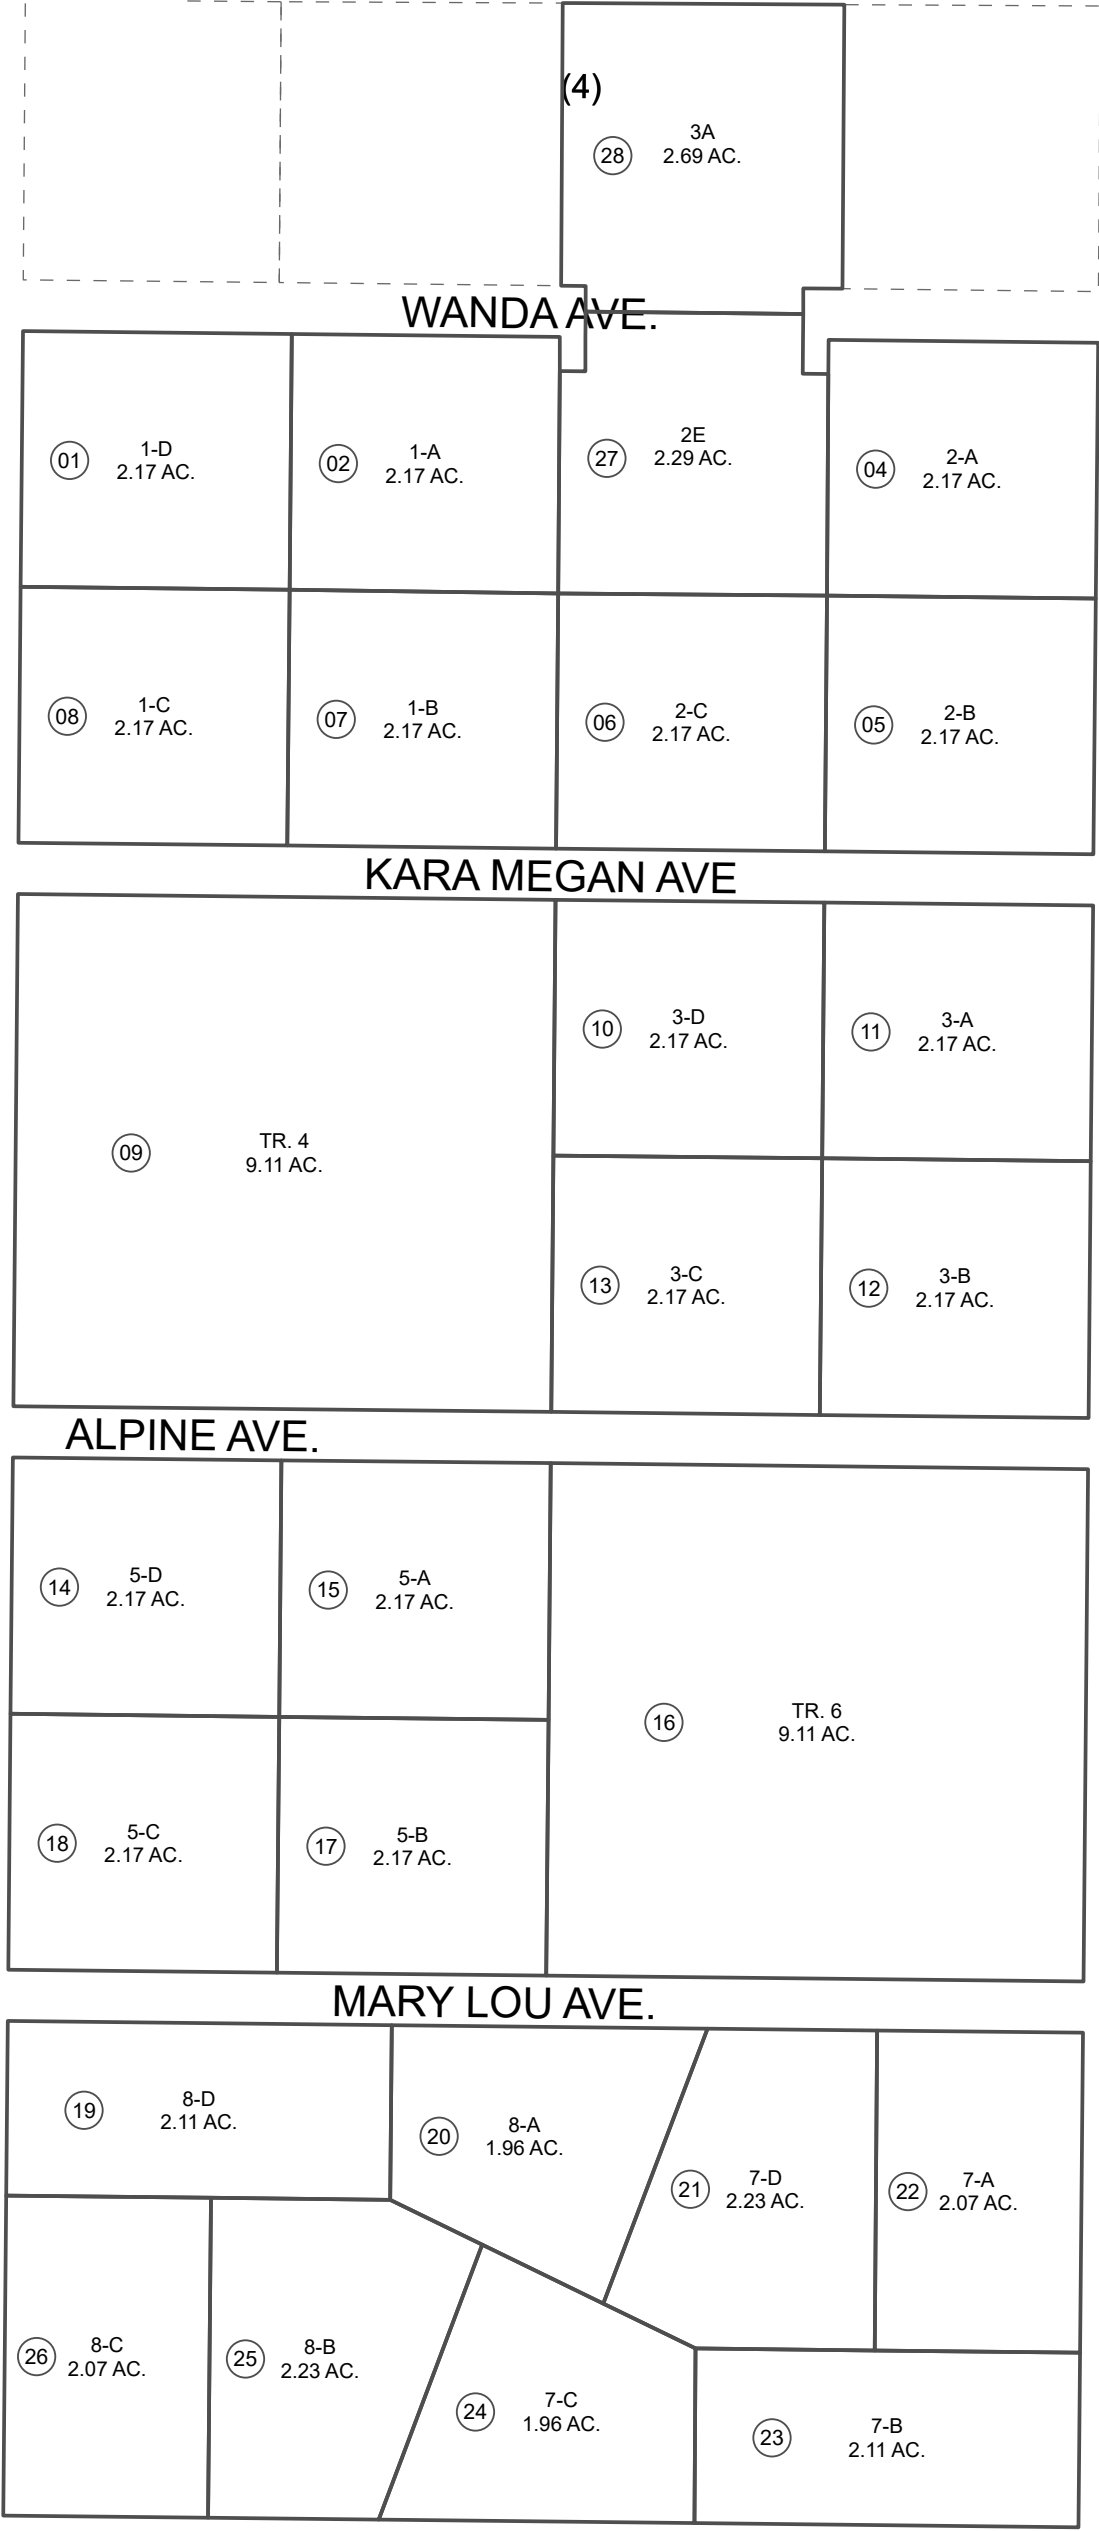 (4)
3A
28
2.69 AC.
WANDA AVE.
01
1-D
2.17 AC.
02
1-A
2.17 AC.
27
2E
2.29 AC.
04
2-A
2.17 AC.
08
1-C
2.17 AC.
07
1-B
2.17 AC.
06
2-C
2.17 AC.
05
2-B
2.17 AC.
KARA MEGAN AVE
09
TR. 4
9.11 AC.
10
3-D
2.17 AC.
11
3-A
2.17 AC.
13
3-C
2.17 AC.
12
3-B
2.17 AC.
ALPINE AVE.
14
5-D
2.17 AC.
15
5-A
2.17 AC.
16
TR. 6
9.11 AC.
18
5-C
2.17 AC.
17
5-B
2.17 AC.
MARY LOU AVE.
19
8-D
2.11 AC.
20
8-A
1.96 AC.
21
7-D
2.23 AC.
22
7-A
2.07 AC.
26
8-C
2.07 AC.
25
8-B
2.23 AC.
24
7-C
1.96 AC.
23
7-B
2.11 AC.